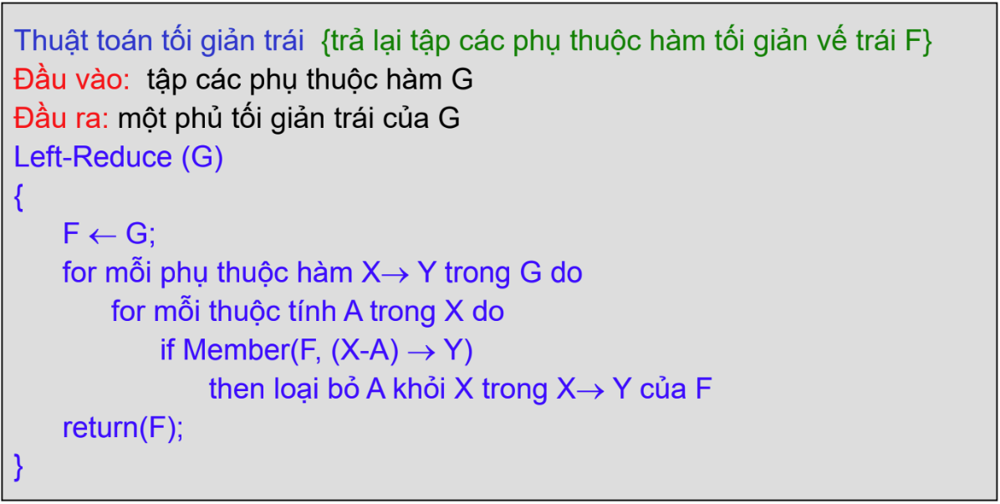 Thuật toán tối giản trái {trả lại tập các phụ thuộc hàm tối giản vế trái F}
Đầu vào: tập các phụ thuộc hàm G
Đầu ra: một phủ tối giản trái của G
Left-Reduce (G)
{
F ← G;
for mỗi phụ thuộc hàm X→ Y trong G do
for mỗi thuộc tính A trong X do
if Member(F, (X-A) → Y)
then loại bỏ A khỏi X trong X→ Y của F
return(F);
}